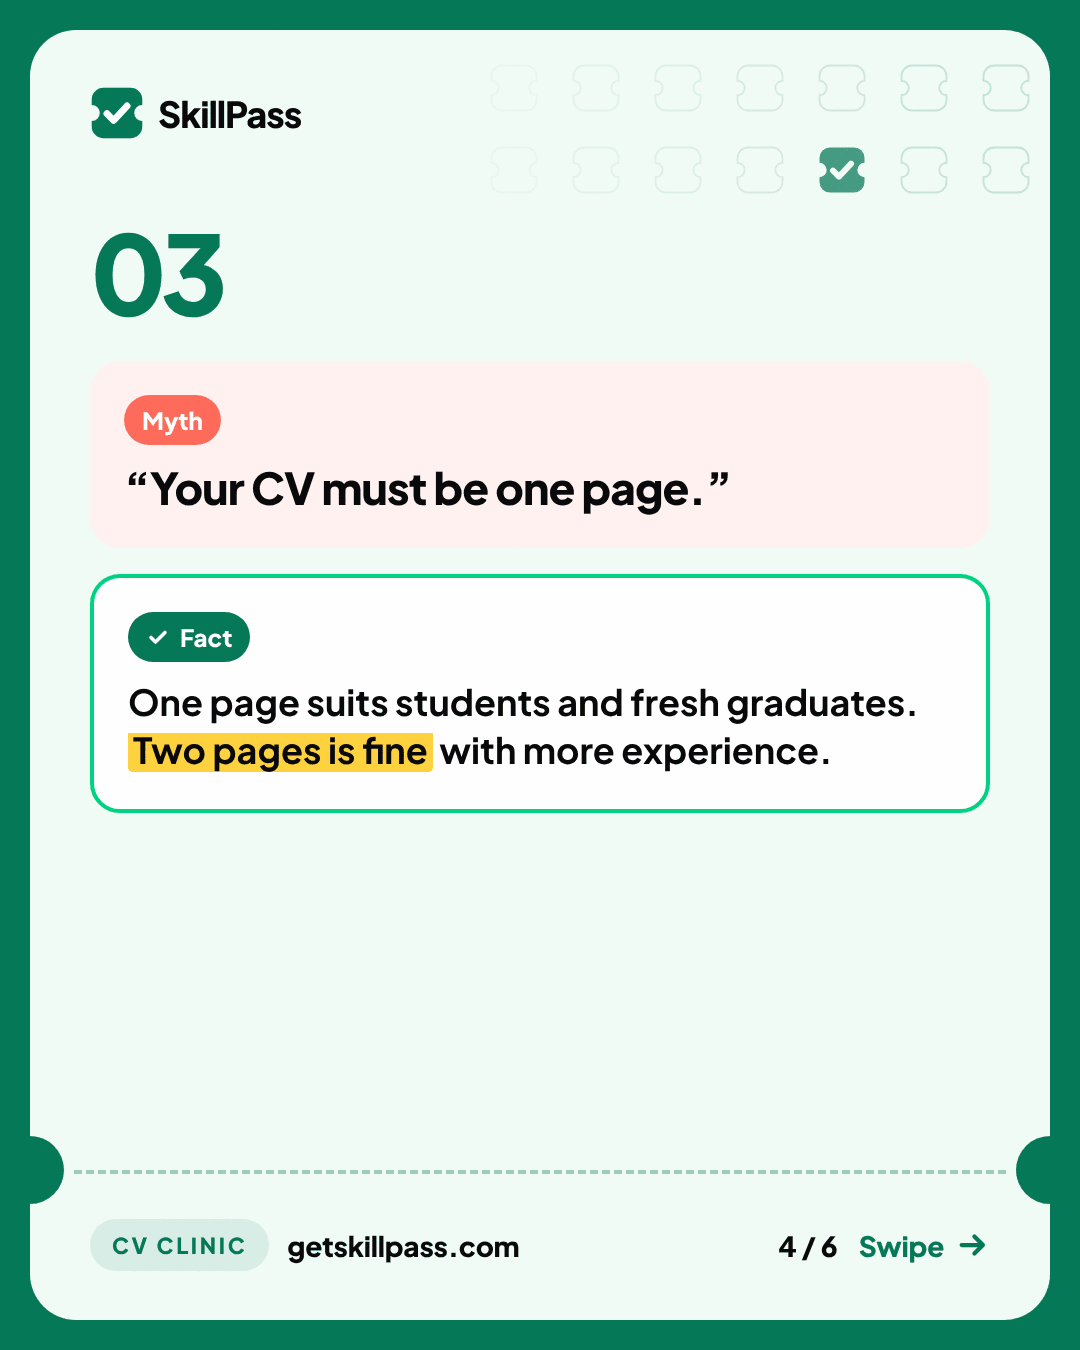 SkillPass
03
Myth
“Your CV must be one page.”
Fact
One page suits students and fresh graduates.
Two pages is fine with more experience.
CV CLINIC getskillpass.com 4 / 6 Swipe →